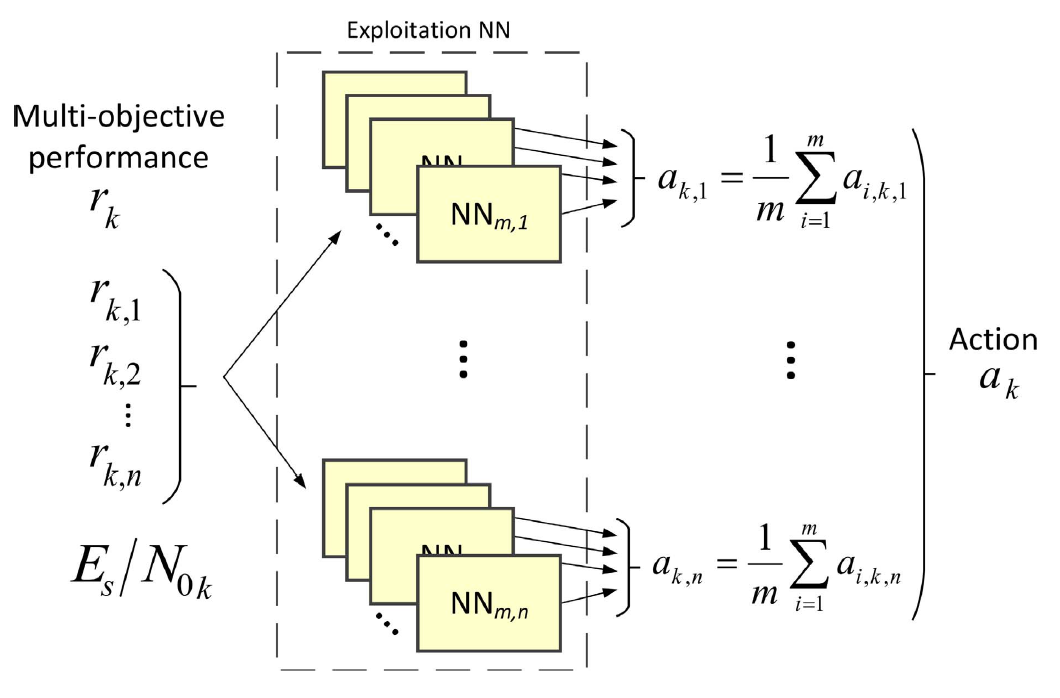 Exploitation NN
Multi-objective
performance
r_k
r_{k,1}
r_{k,2}
⋮
r_{k,n}
E_s/N_{0k}
NN
NN_{m,1}
⋱
a_{k,1} = \frac{1}{m} \sum_{i=1}^{m} a_{i,k,1}
⋮
⋮
NN
NN_{m,n}
⋱
a_{k,n} = \frac{1}{m} \sum_{i=1}^{m} a_{i,k,n}
Action
a_k